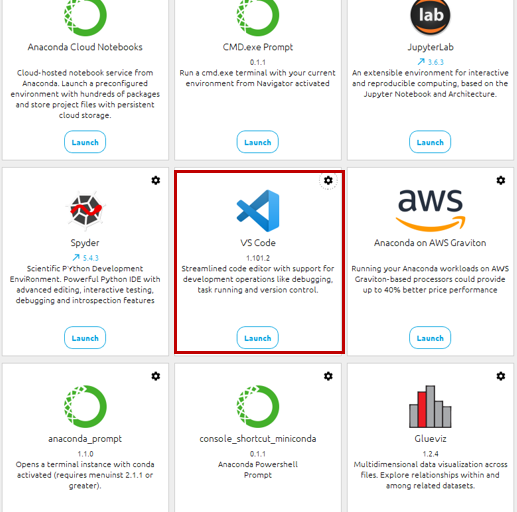 lab
Anaconda Cloud Notebooks
Cloud-hosted notebook service from
Anaconda. Launch a preconfigured
environment with hundreds of packages
and store project files with persistent
cloud storage.
Launch
CMD.exe Prompt
0.1.1
Run a cmd.exe terminal with your current
environment from Navigator activated
Launch
JupyterLab
3.6.3
An extensible environment for interactive
and reproducible computing, based on the
Jupyter Notebook and Architecture.
Launch
Spyder
5.4.3
Scientific PYthon Development
EnviRonment. Powerful Python IDE with
advanced editing, interactive testing,
debugging and introspection features
Launch
VS Code
1.101.2
Streamlined code editor with support for
development operations like debugging,
task running and version control.
Launch
aws
Anaconda on AWS Graviton
Running your Anaconda workloads on AWS
Graviton-based processors could provide
up to 40% better price performance
Launch
anaconda_prompt
1.1.0
Opens a terminal instance with conda
activated (requires menuinst 2.1.1 or
greater).
console_shortcut_miniconda
0.1.1
Anaconda Powershell
Prompt
Glueviz
1.2.4
Multidimensional data visualization across
files. Explore relationships within and
among related datasets.